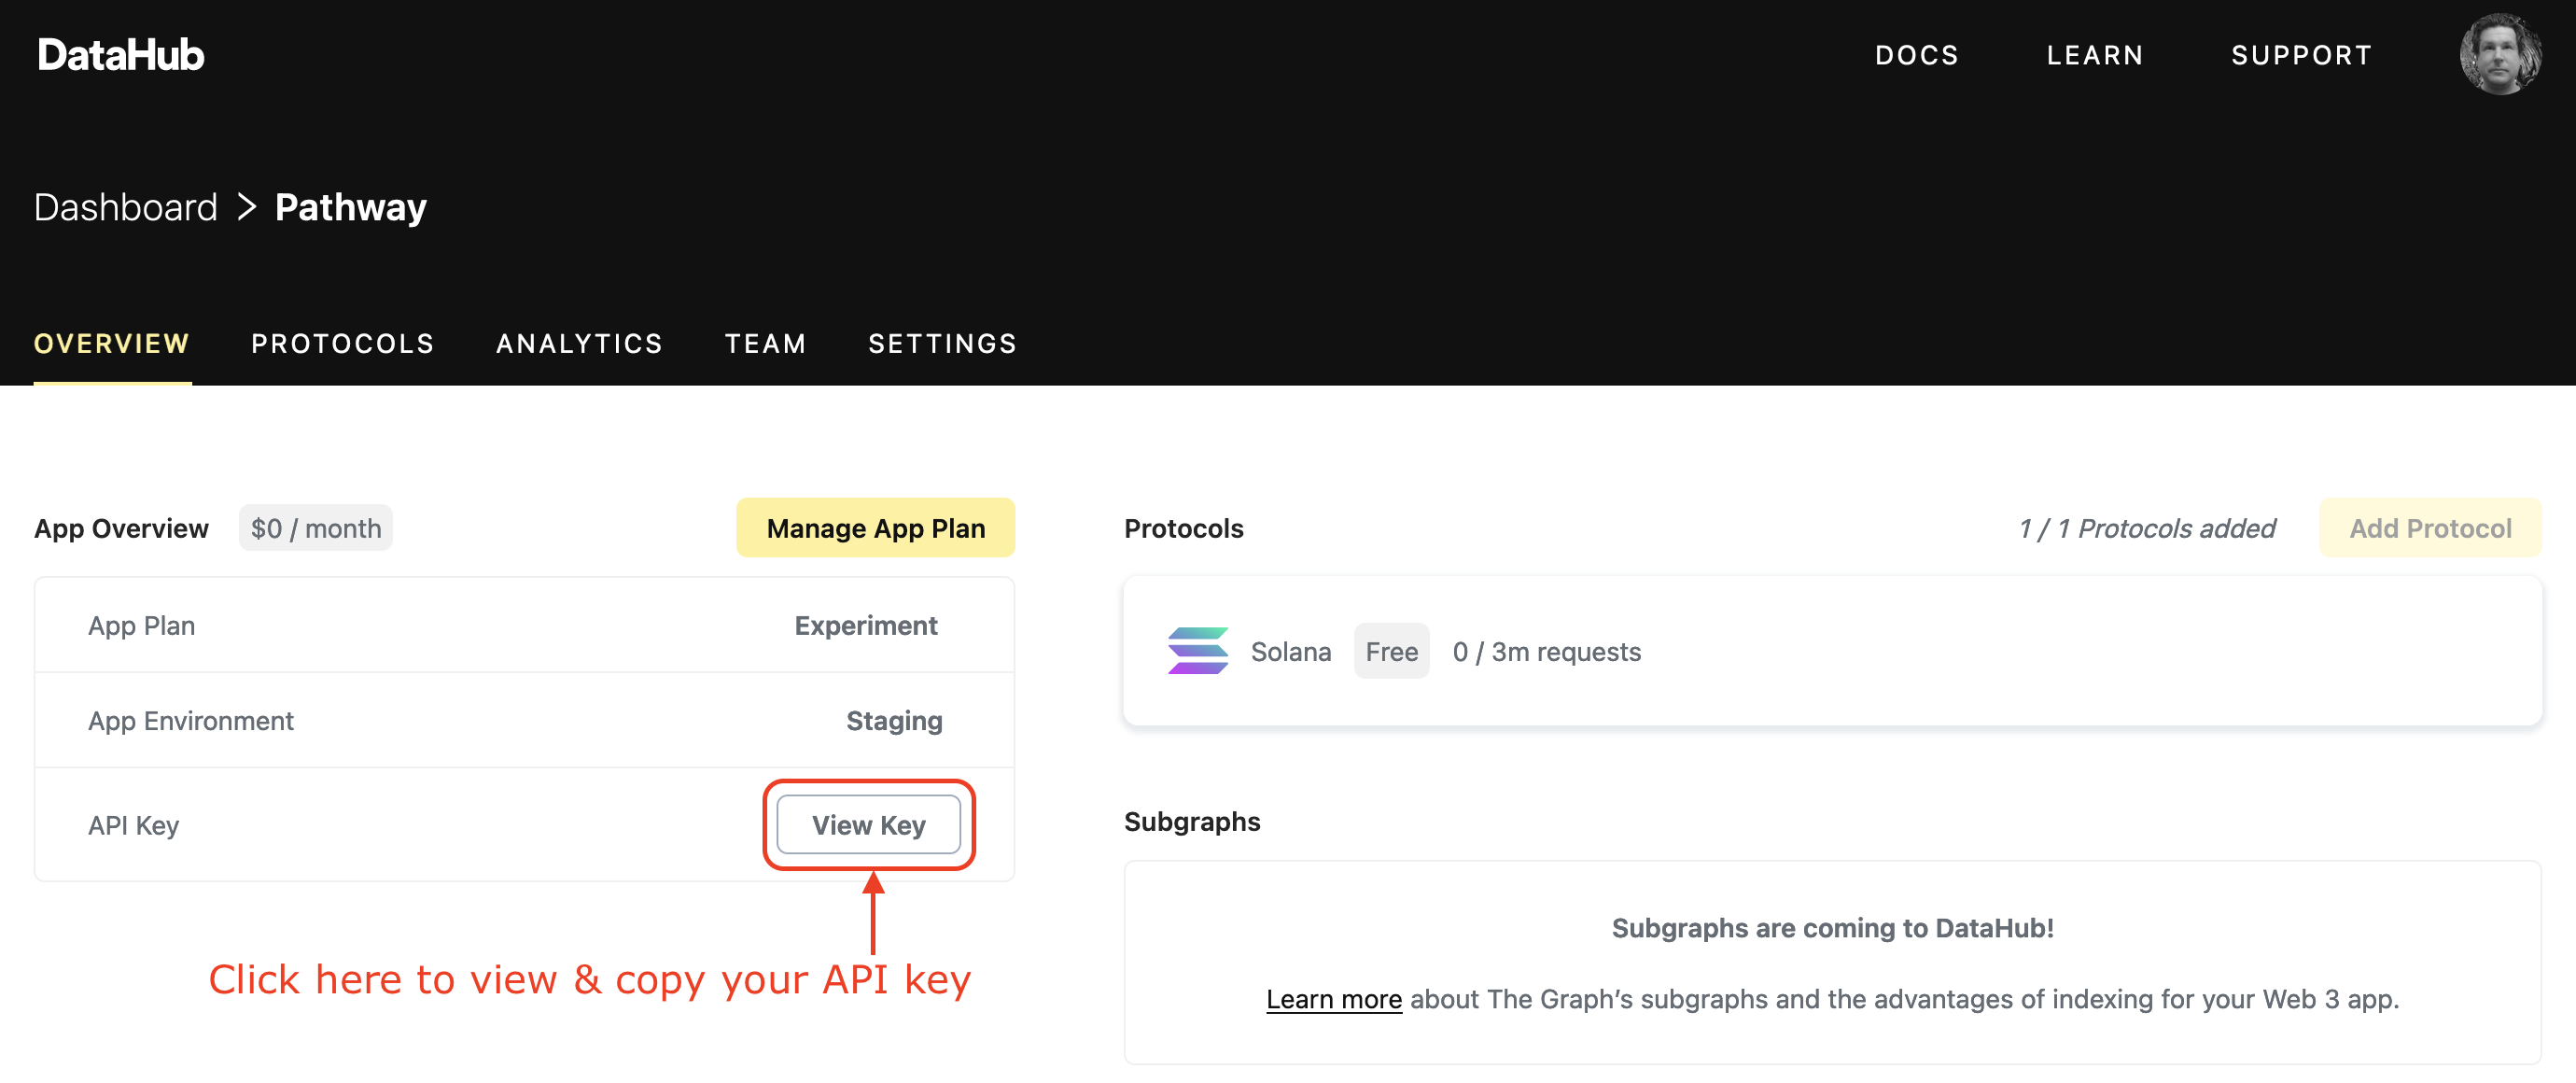 DataHub
DOCS LEARN SUPPORT
Dashboard > Pathway
OVERVIEW PROTOCOLS ANALYTICS TEAM SETTINGS
App Overview $0 / month Manage App Plan
App Plan Experiment
App Environment Staging
API Key View Key
Click here to view & copy your API key
Protocols 1 / 1 Protocols added Add Protocol
Solana Free 0 / 3m requests
Subgraphs
Subgraphs are coming to DataHub!
Learn more about The Graph’s subgraphs and the advantages of indexing for your Web 3 app.